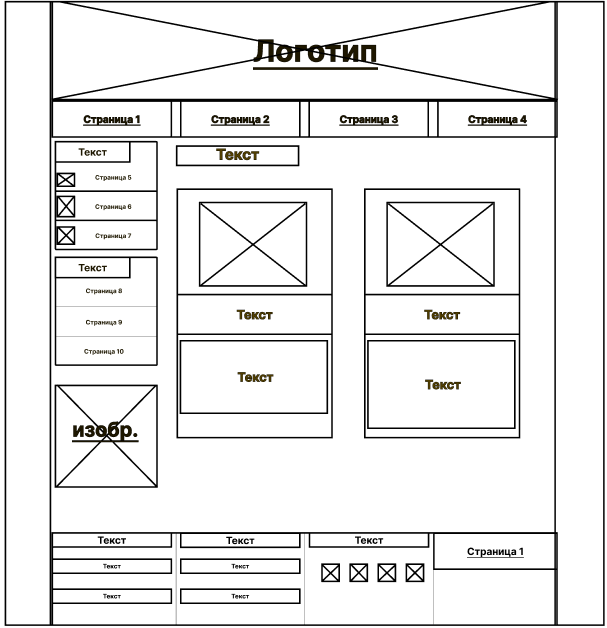 Логотип
Страница 1
Страница 2
Страница 3
Страница 4
Текст
Страница 5
Страница 6
Страница 7
Текст
Страница 8
Страница 9
Страница 10
изобр.
Текст
Текст
Текст
Текст
Текст
Текст
Текст
Текст
Текст
Текст
Текст
Текст
Страница 1